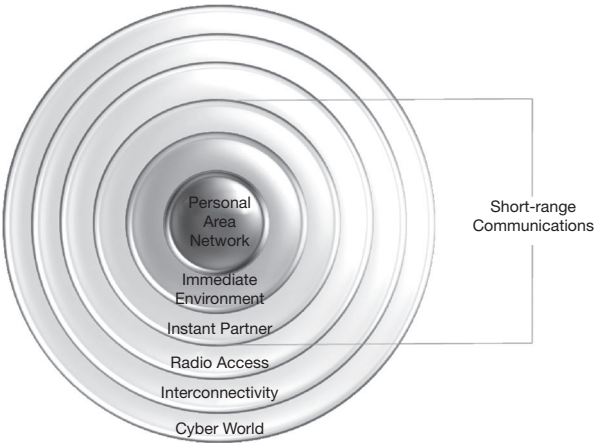 Personal
Area
Network
Immediate
Environment
Instant Partner
Radio Access
Interconnectivity
Cyber World
Short-range
Communications